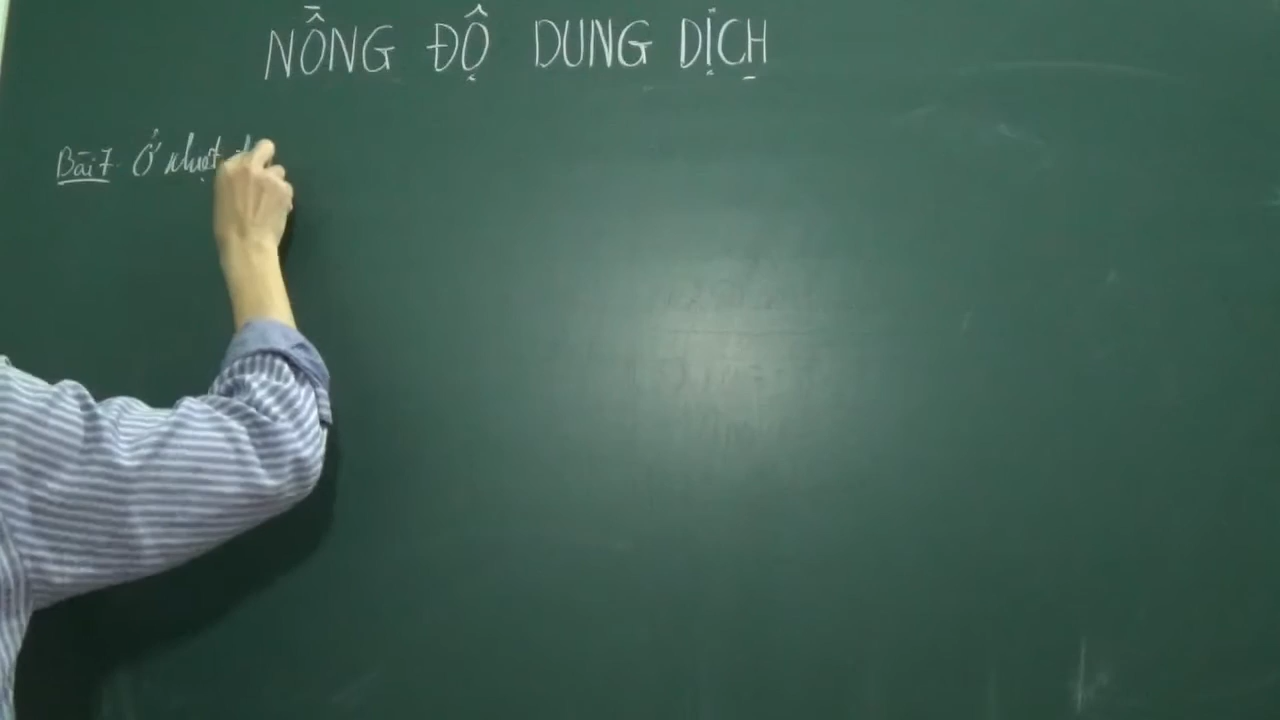 NỒNG ĐỘ DUNG DỊCH
Bài 7 Ở nhiệt